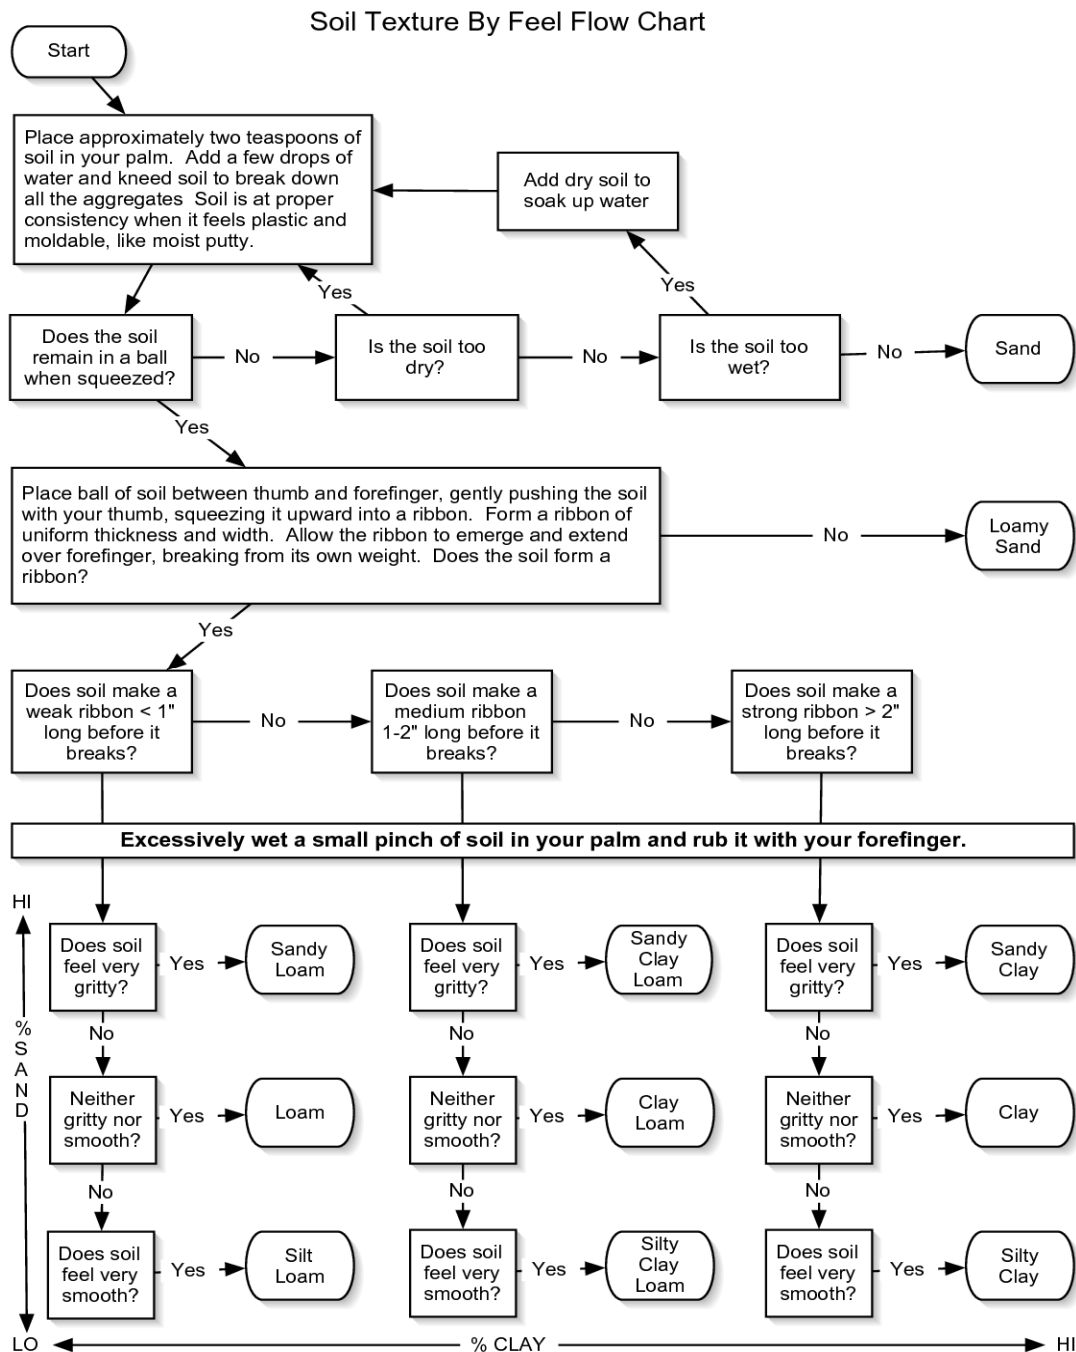 Soil Texture By Feel Flow Chart
Start
Place approximately two teaspoons of
soil in your palm. Add a few drops of
water and kneed soil to break down
all the aggregates Soil is at proper
consistency when it feels plastic and
moldable, like moist putty.
Add dry soil to
soak up water
Yes
Yes
Does the soil
remain in a ball
when squeezed?
No
Is the soil too
dry?
No
Is the soil too
wet?
No
Sand
Yes
Place ball of soil between thumb and forefinger, gently pushing the soil
with your thumb, squeezing it upward into a ribbon. Form a ribbon of
uniform thickness and width. Allow the ribbon to emerge and extend
over forefinger, breaking from its own weight. Does the soil form a
ribbon?
No
Loamy
Sand
Yes
Does soil make a
weak ribbon < 1"
long before it
breaks?
No
Does soil make a
medium ribbon
1-2" long before it
breaks?
No
Does soil make a
strong ribbon > 2"
long before it
breaks?
Excessively wet a small pinch of soil in your palm and rub it with your forefinger.
HI
% SAND
Does soil
feel very
gritty?
Yes
Sandy
Loam
Does soil
feel very
gritty?
Yes
Sandy
Clay
Loam
Does soil
feel very
gritty?
Yes
Sandy
Clay
No
No
No
Neither
gritty nor
smooth?
Yes
Loam
Neither
gritty nor
smooth?
Yes
Clay
Loam
Neither
gritty nor
smooth?
Yes
Clay
No
No
No
Does soil
feel very
smooth?
Yes
Silt
Loam
Does soil
feel very
smooth?
Yes
Silty
Clay
Loam
Does soil
feel very
smooth?
Yes
Silty
Clay
LO
% CLAY
HI